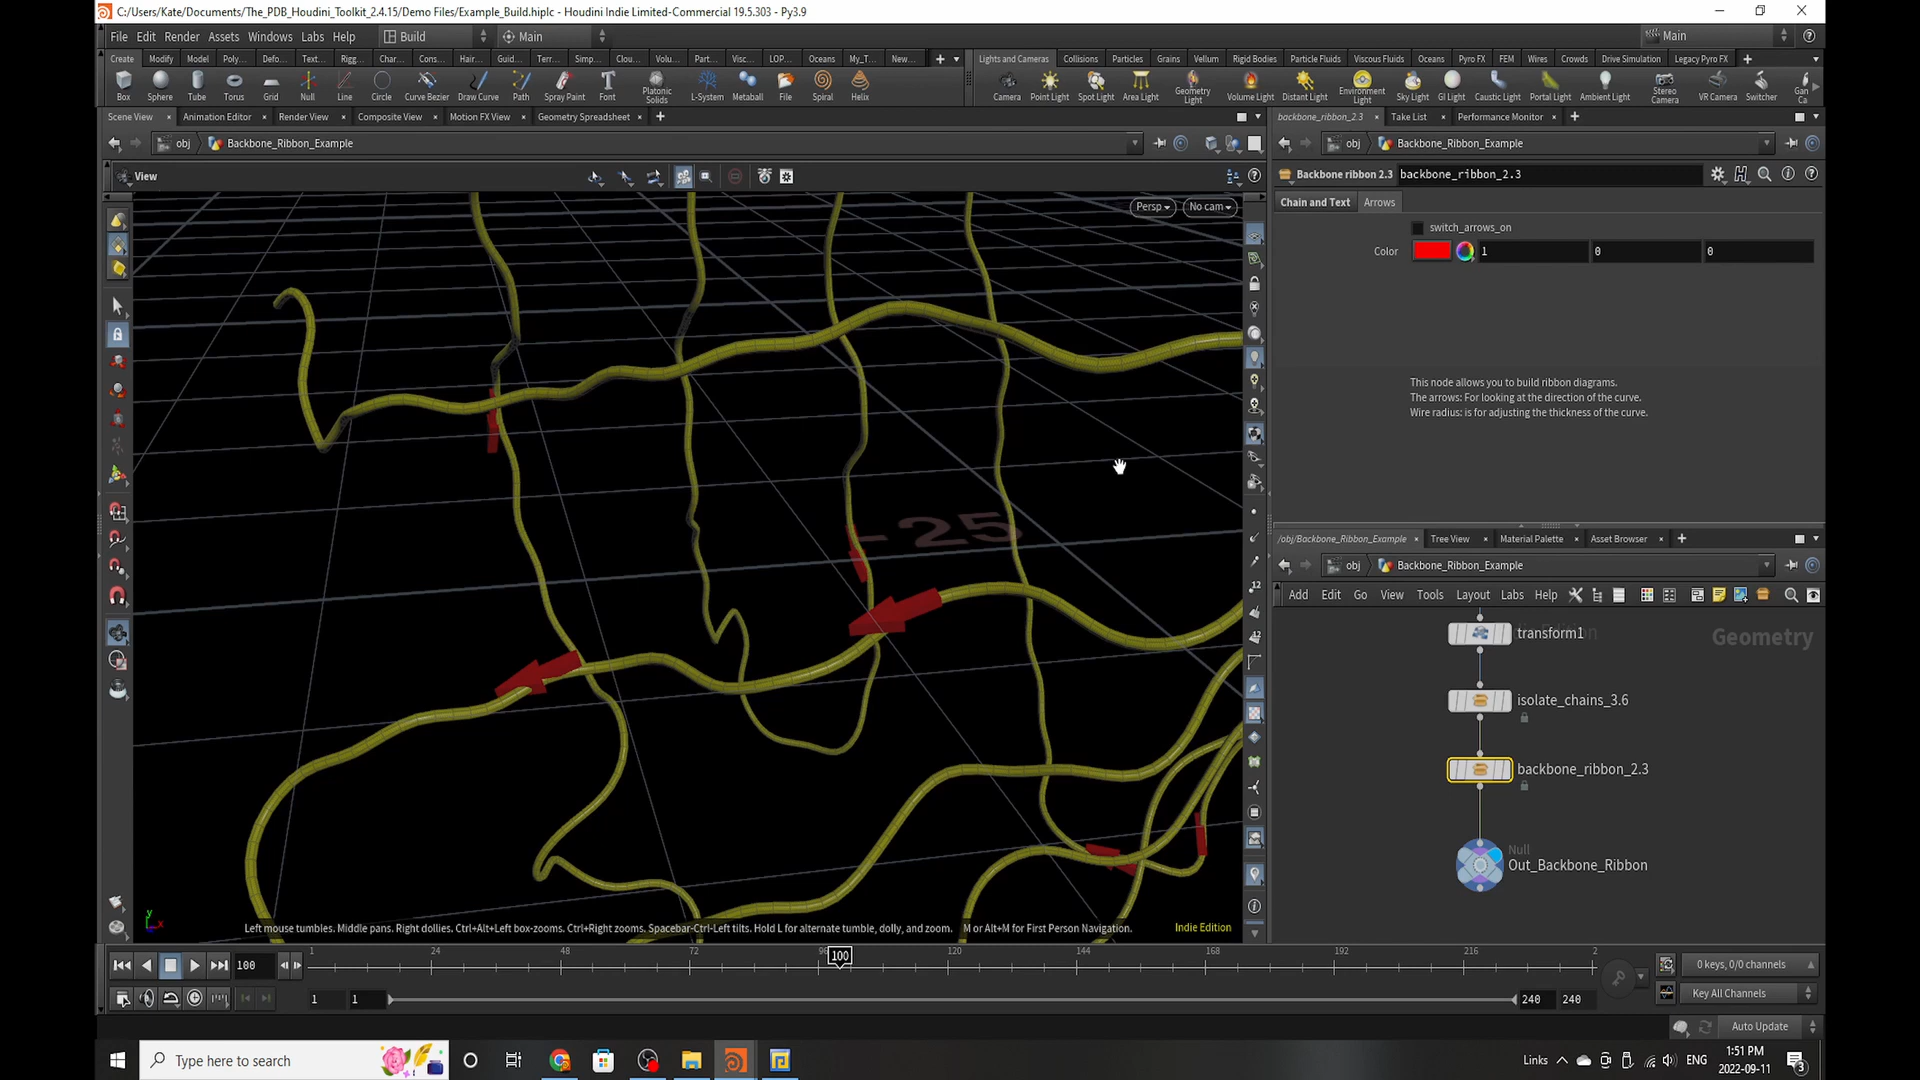 C:/Users/Kate/Documents/The_PDB_Houdini_Toolkit_2.4.15/Demo Files/Example_Build.hiplc - Houdini Indie Limited-Commercial 19.5.303 - Py3.9
File Edit Render Assets Windows Labs Help Build Main Main
Create Modify Model Poly... Defo... Text... Rigg... Char... Cons... Hair... Guid... Terr... Simp... Clou... Volu... Part... Visc... LOP... Oceans My_T... New...
Lights and Cameras Collisions Particles Grains Vellum Rigid Bodies Particle Fluids Viscous Fluids Oceans Pyro FX FEM Wires Crowds Drive Simulation Legacy Pyro FX
Box Sphere Tube Torus Grid Null Line Circle Curve Bezier Draw Curve Path Spray Paint Font Platonic Solids L-System Metaball File Spiral Helix
Camera Point Light Spot Light Area Light Geometry Light Volume Light Distant Light Environment Light Sky Light GI Light Caustic Light Portal Light Ambient Light Stereo Camera VR Camera Switcher Gan Ca
Scene View Animation Editor Render View Composite View Motion FX View Geometry Spreadsheet
backbone_ribbon_2.3 Take List Performance Monitor
obj Backbone_Ribbon_Example
obj Backbone_Ribbon_Example
View
Backbone ribbon 2.3 backbone_ribbon_2.3
Persp No cam
Chain and Text Arrows
switch_arrows_on
Color 1 0 0
This node allows you to build ribbon diagrams.
The arrows: For looking at the direction of the curve.
Wire radius: is for adjusting the thickness of the curve.
-25
/obj/Backbone_Ribbon_Example Tree View Material Palette Asset Browser
obj Backbone_Ribbon_Example
Add Edit Go View Tools Layout Labs Help
Geometry
transform1
isolate_chains_3.6
backbone_ribbon_2.3
Null
Out_Backbone_Ribbon
Left mouse tumbles. Middle pans. Right dollies. Ctrl+Alt+Left box-zooms. Ctrl+Right zooms. Spacebar-Ctrl-Left tilts. Hold L for alternate tumble, dolly, and zoom. M or Alt+M for First Person Navigation.
Indie Edition
100 1 24 48 72 96 100 120 144 168 192 216 2
0 keys, 0/0 channels
1 1 240 240
Key All Channels
Auto Update
Type here to search
Links ENG 1:51 PM
2022-09-11
3